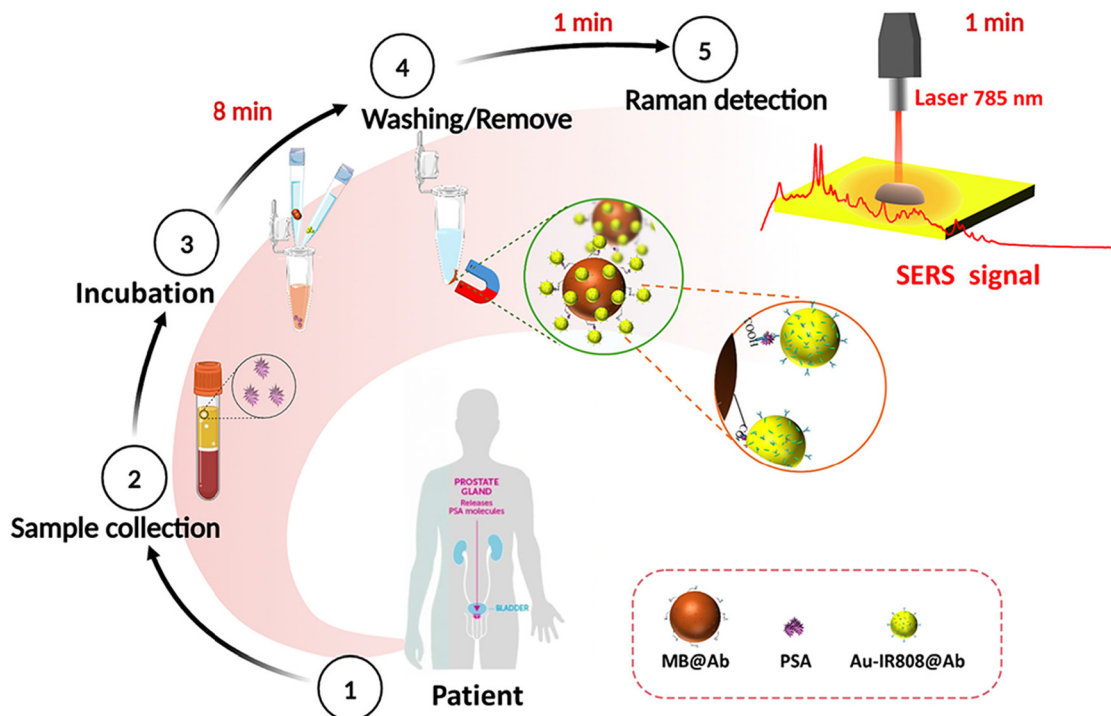 1
Patient
2
Sample collection
3
Incubation
8 min
4
Washing/Remove
1 min
5
Raman detection
1 min
Laser 785 nm
SERS signal
COOH
PROSTATE
GLAND
Releases
PSA molecules
BLADDER
MB@Ab
PSA
Au-IR808@Ab